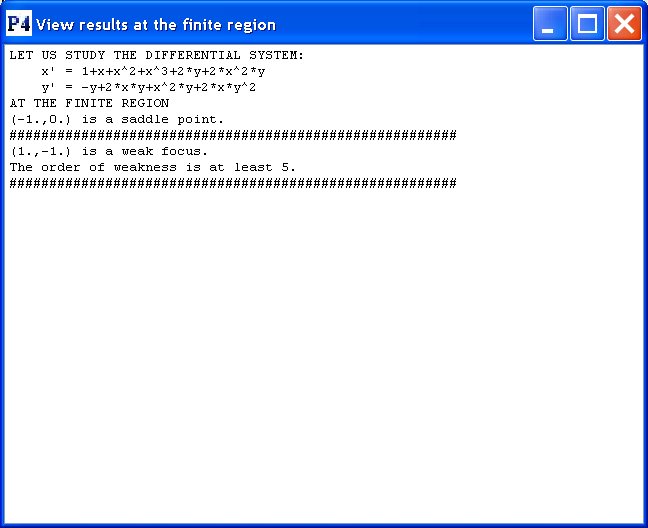 P4 View results at the finite region
LET US STUDY THE DIFFERENTIAL SYSTEM:
x' = 1+x+x^2+x^3+2*y+2*x^2*y
y' = -y+2*x*y+x^2*y+2*x*y^2
AT THE FINITE REGION
(-1.,0.) is a saddle point.
########################################################
(1.,-1.) is a weak focus.
The order of weakness is at least 5.
########################################################